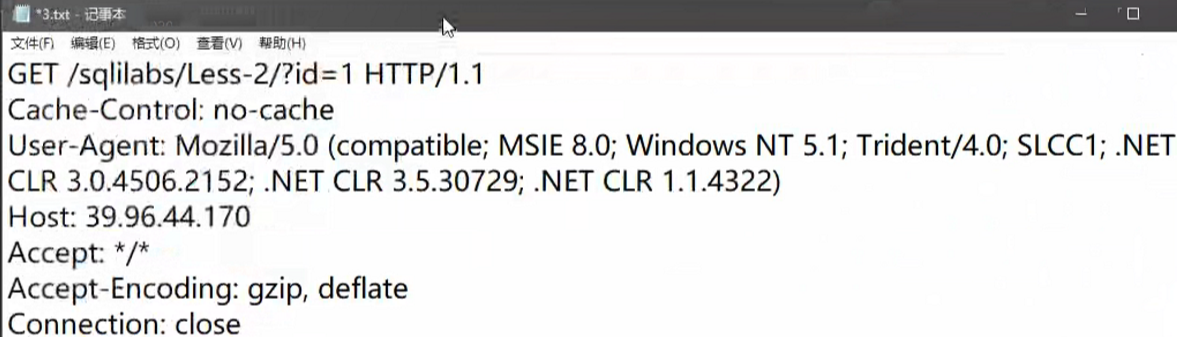 *3.txt - 记事本
文件(F) 编辑(E) 格式(O) 查看(V) 帮助(H)
GET /sqlilabs/Less-2/?id=1 HTTP/1.1
Cache-Control: no-cache
User-Agent: Mozilla/5.0 (compatible; MSIE 8.0; Windows NT 5.1; Trident/4.0; SLCC1; .NET
CLR 3.0.4506.2152; .NET CLR 3.5.30729; .NET CLR 1.1.4322)
Host: 39.96.44.170
Accept: */*
Accept-Encoding: gzip, deflate
Connection: close